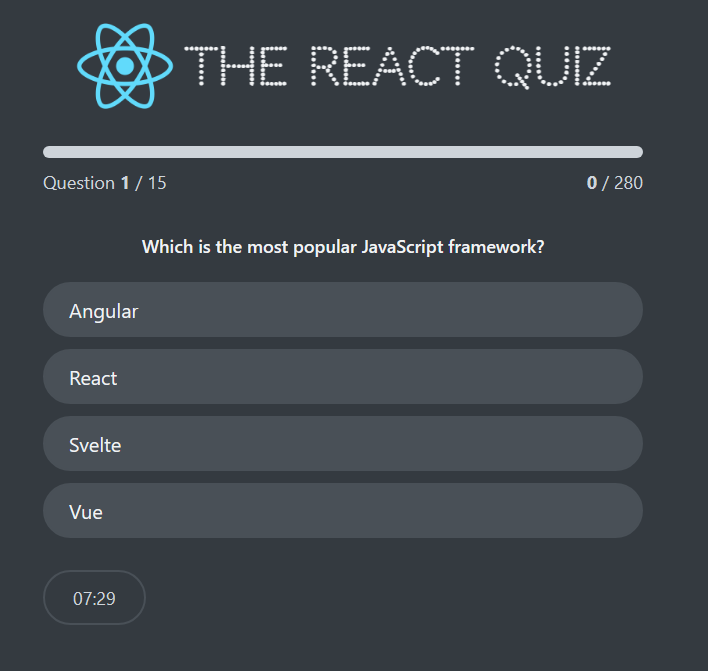 THE REACT QUIZ
Question 1 / 15
0 / 280
Which is the most popular JavaScript framework?
Angular
React
Svelte
Vue
07:29